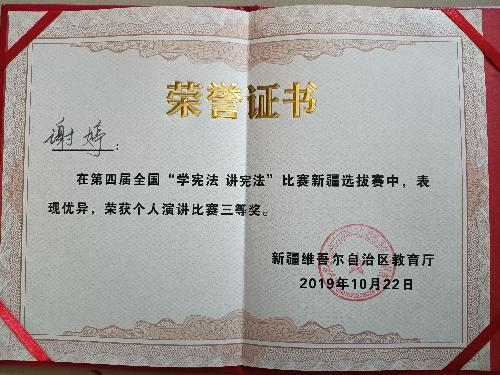 荣誉证书
谢婷:
在第四届全国“学宪法 讲宪法”比赛新疆选拔赛中，表
现优异，荣获个人演讲比赛三等奖。
新疆维吾尔自治区教育厅
2019年10月22日